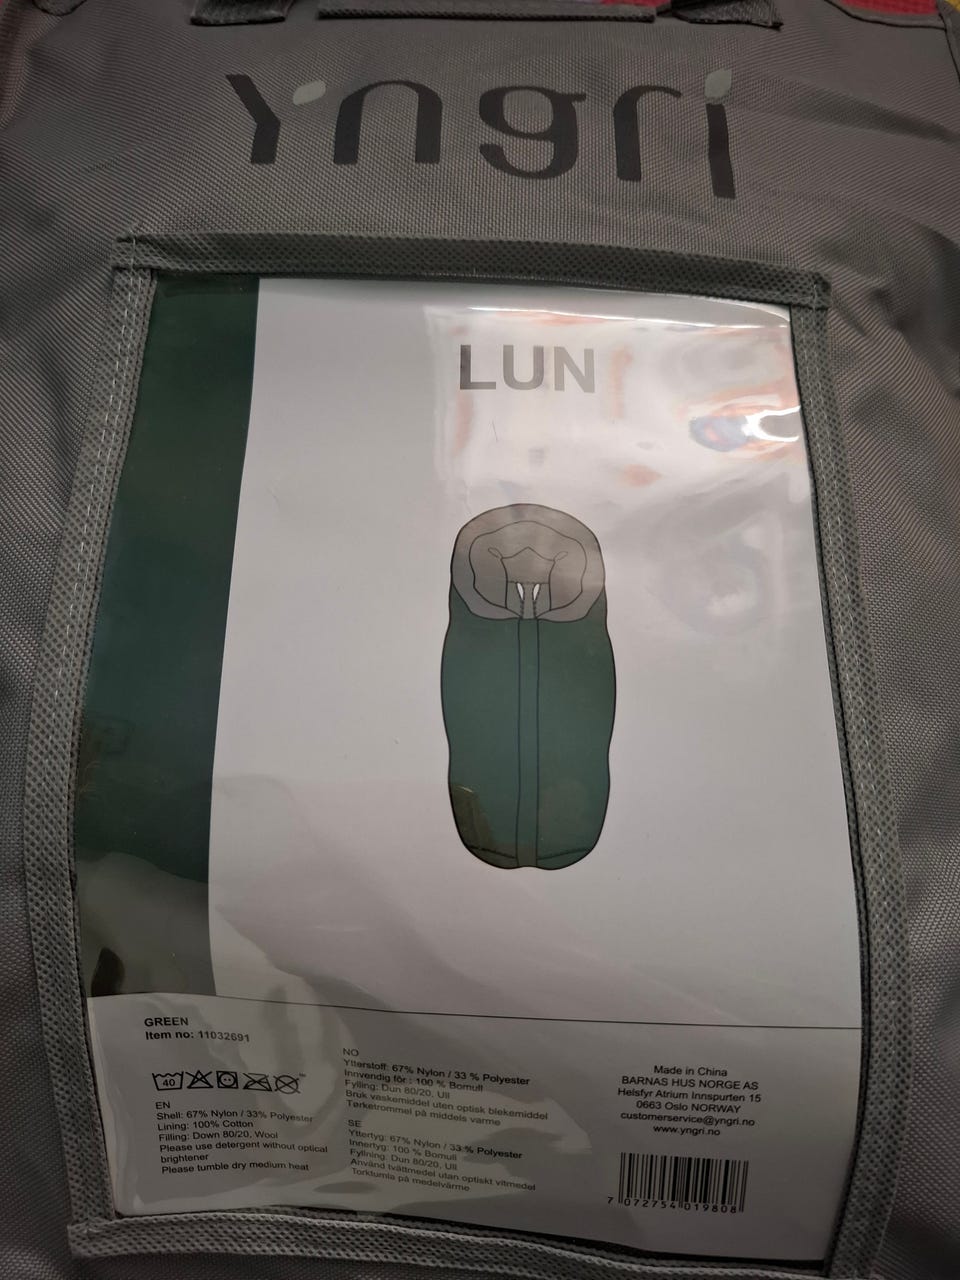 Yngri
LUN
GREEN
Item no: 11032691
40
EN
Shell: 67% Nylon / 33% Polyester
Lining: 100% Cotton
Filling: Down 80/20, Wool
Please use detergent without optical
brightener
Please tumble dry medium heat
NO
Ytterstoff: 67% Nylon / 33 % Polyester
Innvendig fôr : 100 % Bomull
Fylling: Dun 80/20, Ull
Bruk vaskemiddel uten optisk blekemiddel
Tørketrommel på middels varme
SE
Yttertyg: 67% Nylon / 33 % Polyester
Innertyg: 100 % Bomull
Fyllning: Dun 80/20, Ull
Använd tvättmedel utan optiskt vitmedel
Torktumla på medelvärme
Made in China
BARNAS HUS NORGE AS
Helsfyr Atrium Innspurten 15
0663 Oslo NORWAY
customerservice@yngri.no
www.yngri.no
7 072754 019808